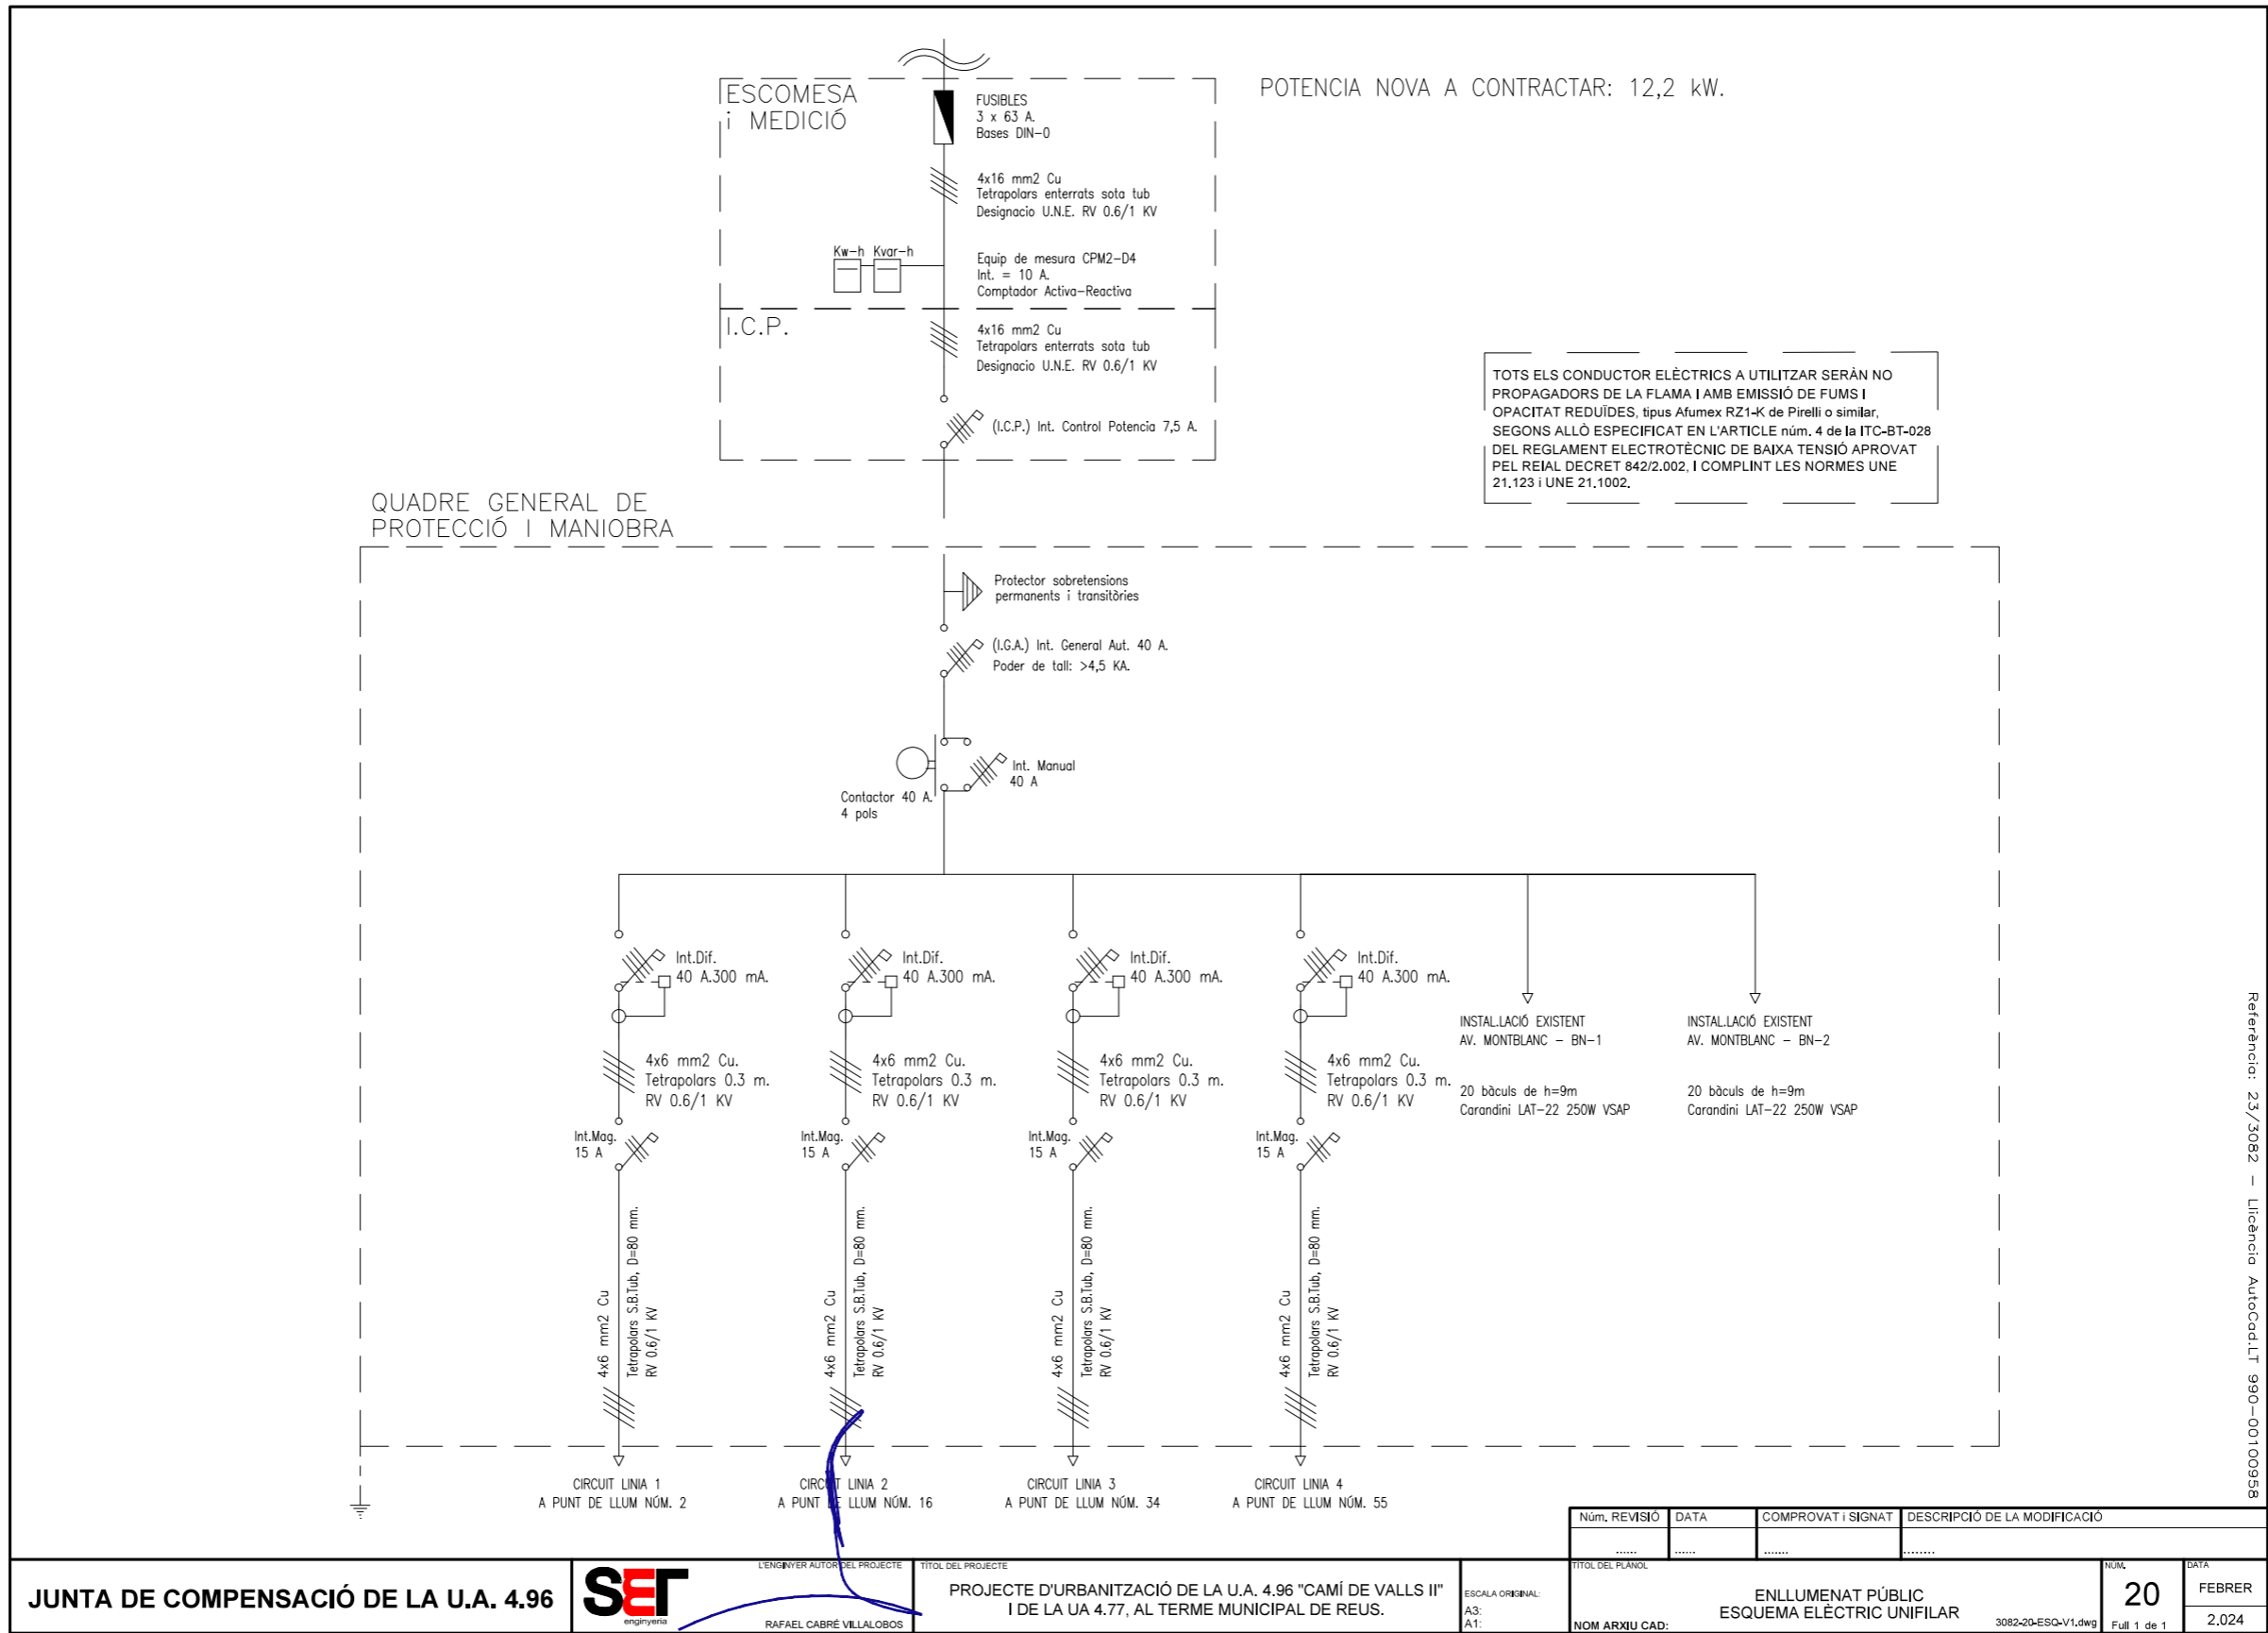 ESCOMESA
i MEDICIÓ
FUSIBLES
3 x 63 A.
Bases DIN-0
POTENCIA NOVA A CONTRACTAR: 12,2 kW.
4x16 mm2 Cu
Tetrapolars enterrats sota tub
Designacio U.N.E. RV 0.6/1 KV
Kw-h Kvar-h
Equip de mesura CPM2-D4
Int. = 10 A.
Comptador Activa-Reactiva
I.C.P.
4x16 mm2 Cu
Tetrapolars enterrats sota tub
Designacio U.N.E. RV 0.6/1 KV
(I.C.P.) Int. Control Potencia 7,5 A.
TOTS ELS CONDUCTOR ELÈCTRICS A UTILITZAR SERÀN NO
PROPAGADORS DE LA FLAMA I AMB EMISSIÓ DE FUMS I
OPACITAT REDUÏDES, tipus Afumex RZ1-K de Pirelli o similar,
SEGONS ALLÒ ESPECIFICAT EN L'ARTICLE núm. 4 de la ITC-BT-028
DEL REGLAMENT ELECTROTÈCNIC DE BAIXA TENSIÓ APROVAT
PEL REIAL DECRET 842/2.002, I COMPLINT LES NORMES UNE
21.123 i UNE 21.1002.
QUADRE GENERAL DE
PROTECCIÓ I MANIOBRA
Protector sobretensions
permanents i transitòries
(I.G.A.) Int. General Aut. 40 A.
Poder de tall: >4,5 KA.
Int. Manual
40 A
Contactor 40 A.
4 pols
Int.Dif.
40 A.300 mA.
4x6 mm2 Cu.
Tetrapolars 0.3 m.
RV 0.6/1 KV
Int.Mag.
15 A
4x6 mm2 Cu
Tetrapolars S.B.Tub, D=80 mm.
RV 0.6/1 KV
CIRCUIT LINIA 1
A PUNT DE LLUM NÚM. 2
Int.Dif.
40 A.300 mA.
4x6 mm2 Cu.
Tetrapolars 0.3 m.
RV 0.6/1 KV
Int.Mag.
15 A
4x6 mm2 Cu
Tetrapolars S.B.Tub, D=80 mm.
RV 0.6/1 KV
CIRCUIT LINIA 2
A PUNT DE LLUM NÚM. 16
Int.Dif.
40 A.300 mA.
4x6 mm2 Cu.
Tetrapolars 0.3 m.
RV 0.6/1 KV
Int.Mag.
15 A
4x6 mm2 Cu
Tetrapolars S.B.Tub, D=80 mm.
RV 0.6/1 KV
CIRCUIT LINIA 3
A PUNT DE LLUM NÚM. 34
Int.Dif.
40 A.300 mA.
4x6 mm2 Cu.
Tetrapolars 0.3 m.
RV 0.6/1 KV
Int.Mag.
15 A
4x6 mm2 Cu
Tetrapolars S.B.Tub, D=80 mm.
RV 0.6/1 KV
CIRCUIT LINIA 4
A PUNT DE LLUM NÚM. 55
INSTAL.LACIÓ EXISTENT
AV. MONTBLANC - BN-1
20 bàculs de h=9m
Carandini LAT-22 250W VSAP
INSTAL.LACIÓ EXISTENT
AV. MONTBLANC - BN-2
20 bàculs de h=9m
Carandini LAT-22 250W VSAP
Referència: 23/3082 - Llicència AutoCad.LT 990-00100958
Núm. REVISIÓ DATA COMPROVAT i SIGNAT DESCRIPCIÓ DE LA MODIFICACIÓ
...... ...... ....... ........
JUNTA DE COMPENSACIÓ DE LA U.A. 4.96
SET
enginyeria
L'ENGINYER AUTOR DEL PROJECTE
RAFAEL CABRÉ VILLALOBOS
TÍTOL DEL PROJECTE
PROJECTE D'URBANITZACIÓ DE LA U.A. 4.96 "CAMÍ DE VALLS II"
I DE LA UA 4.77, AL TERME MUNICIPAL DE REUS.
ESCALA ORIGINAL:
A3:
A1:
TÍTOL DEL PLÀNOL
ENLLUMENAT PÚBLIC
ESQUEMA ELÈCTRIC UNIFILAR
NOM ARXIU CAD:
3082-20-ESQ-V1.dwg
NÚM.
20
Full 1 de 1
DATA
FEBRER
2.024